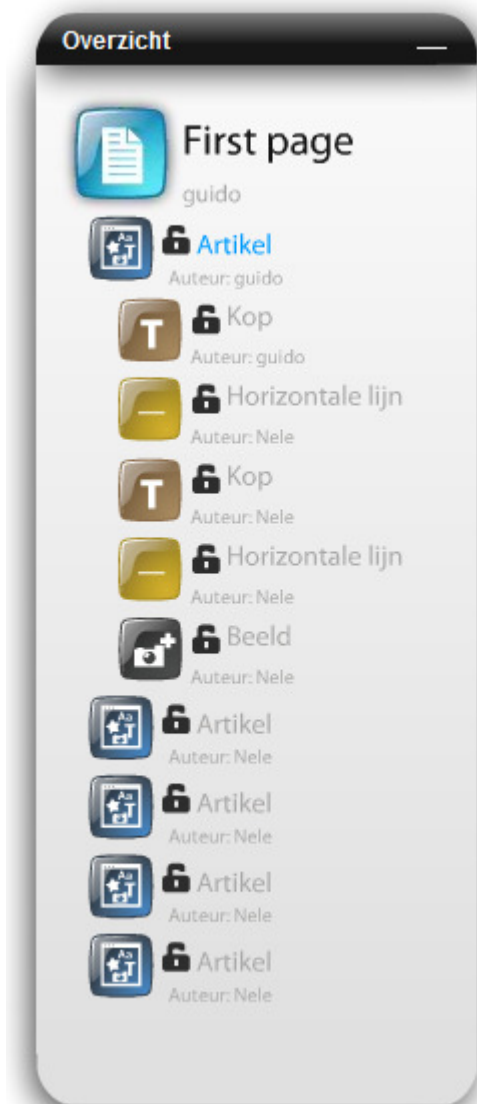 Overzicht
First page
guido
Artikel
Auteur: guido
Kop
Auteur: guido
Horizontale lijn
Auteur: Nele
Kop
Auteur: Nele
Horizontale lijn
Auteur: Nele
Beeld
Auteur: Nele
Artikel
Auteur: Nele
Artikel
Auteur: Nele
Artikel
Auteur: Nele
Artikel
Auteur: Nele